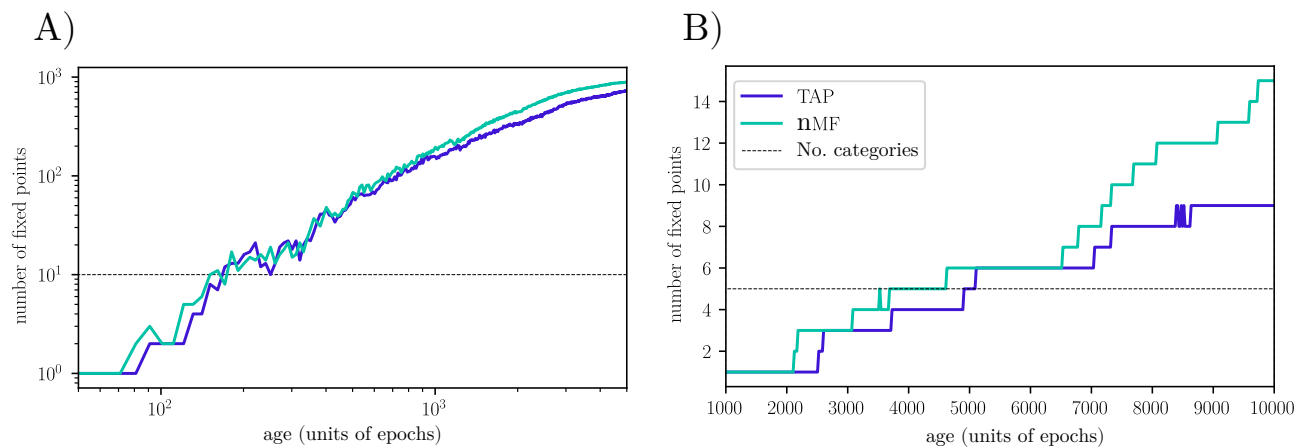 A)
10^3
10^2
10^1
10^0
number of fixed points
10^2
10^3
age (units of epochs)
B)
TAP
nMF
No. categories
14
12
10
8
6
4
2
number of fixed points
1000 2000 3000 4000 5000 6000 7000 8000 9000 10000
age (units of epochs)